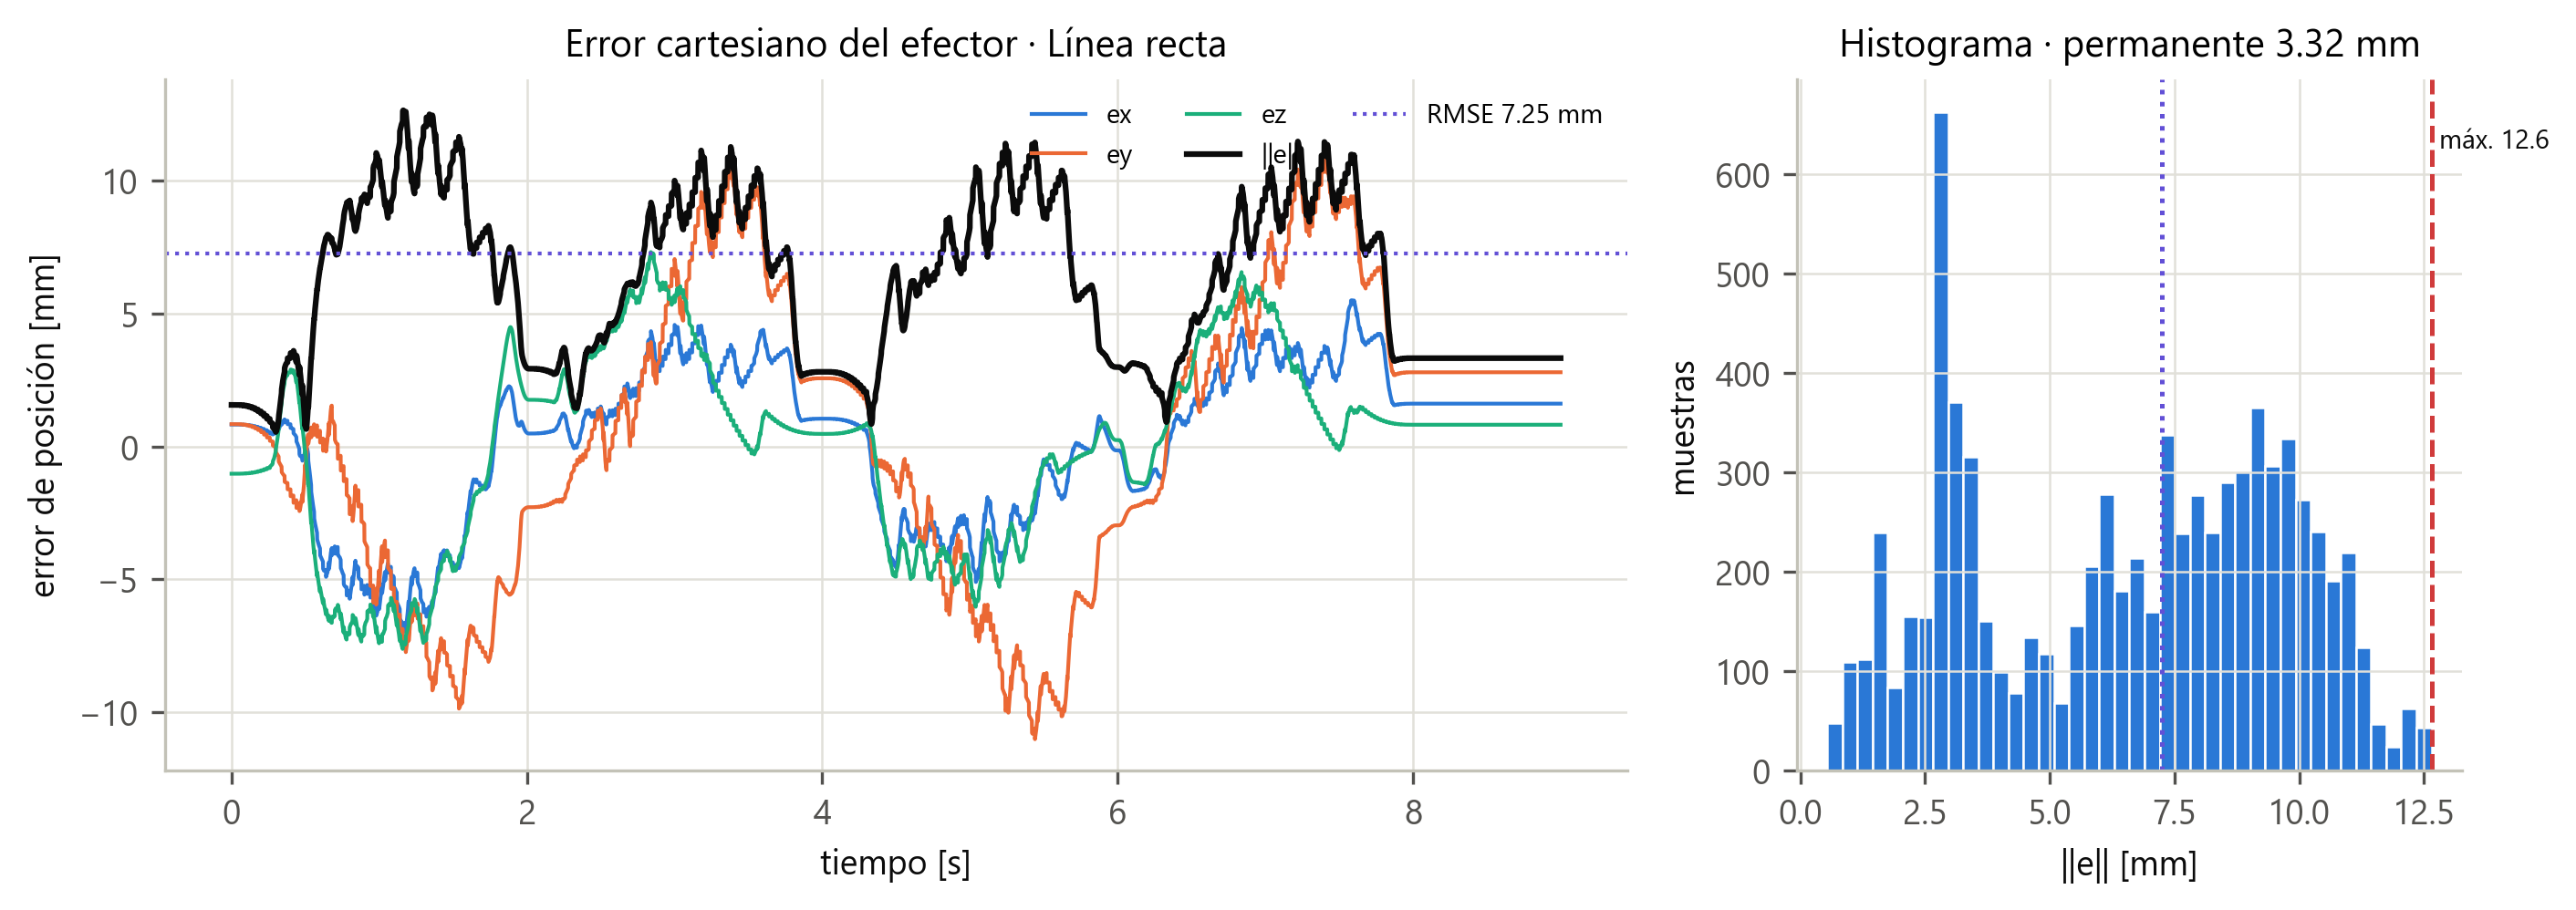 Error cartesiano del efector · Línea recta
error de posición [mm]
10
5
0
−5
−10
ex
ey
ez
||e||
RMSE 7.25 mm
0
2
4
6
8
tiempo [s]
Histograma · permanente 3.32 mm
muestras
600
500
400
300
200
100
0
máx. 12.6
0.0
2.5
5.0
7.5
10.0
12.5
||e|| [mm]